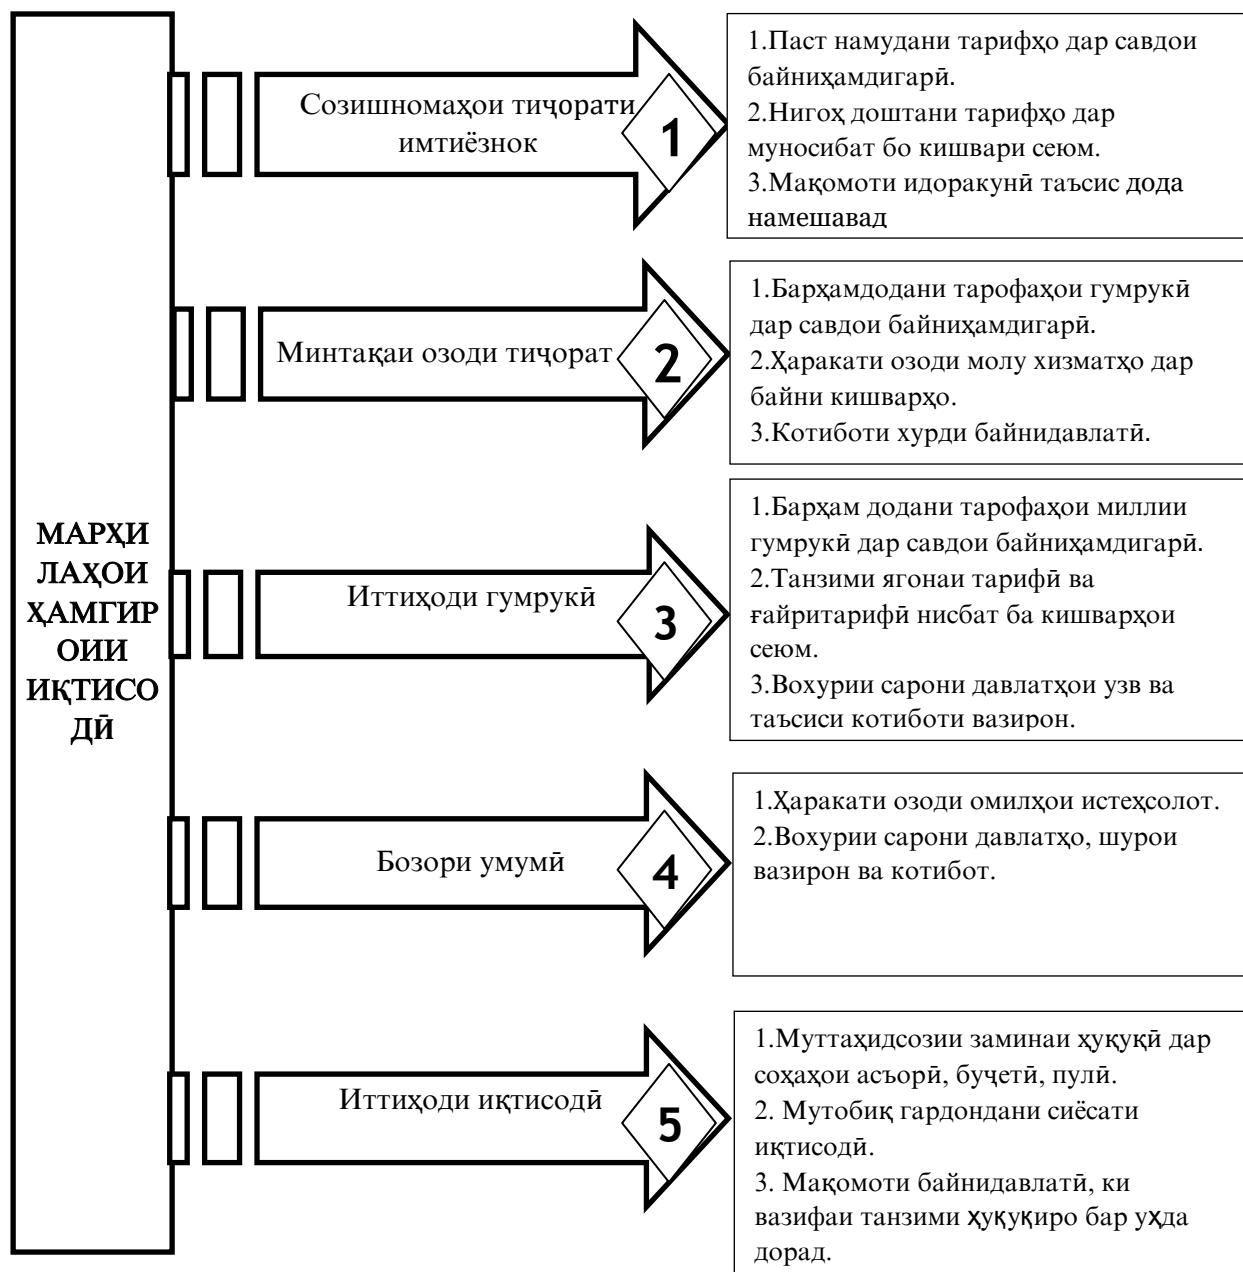 МАРҲИ
ЛАҲОИ
ҲАМГИР
ОИИ
ИҚТИСО
ДӢ
Созишномаҳои тиҷорати
имтиёзнок
1
1.Паст намудани тарифҳо дар савдои
байниҳамдигарӣ.
2.Нигоҳ доштани тарифҳо дар
муносибат бо кишвари сеюм.
3.Мақомоти идоракунӣ таъсис дода
намешавад
Минтақаи озоди тиҷорат
2
1.Барҳамдодани тарофаҳои гумрукӣ
дар савдои байниҳамдигарӣ.
2.Ҳаракати озоди молу хизматҳо дар
байни кишварҳо.
3.Котиботи хурди байнидавлатӣ.
Иттиҳоди гумрукӣ
3
1.Барҳам додани тарофаҳои миллии
гумрукӣ дар савдои байниҳамдигарӣ.
2.Танзими ягонаи тарифӣ ва
ғайритарифӣ нисбат ба кишварҳои
сеюм.
3.Вохурии сарони давлатҳои узв ва
таъсиси котиботи вазирон.
Бозори умумӣ
4
1.Ҳаракати озоди омилҳои истеҳсолот.
2.Вохурии сарони давлатҳо, шурои
вазирон ва котибот.
Иттиҳоди иқтисодӣ
5
1.Муттаҳидсозии заминаи ҳуқуқӣ дар
соҳаҳои асъорӣ, буҷетӣ, пулӣ.
2. Мутобиқ гардондани сиёсати
иқтисодӣ.
3. Мақомоти байнидавлатӣ, ки
вазифаи танзими ҳуқуқиро бар уҳда
дорад.